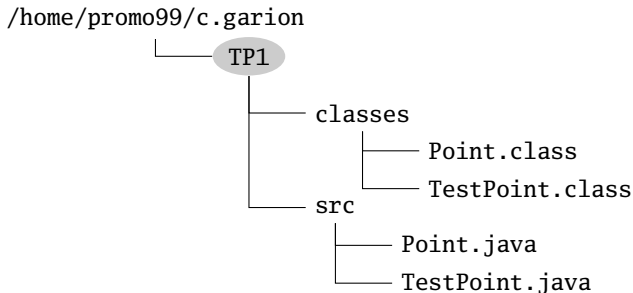 /home/promo99/c.garion
TP1
classes
Point.class
TestPoint.class
src
Point.java
TestPoint.java